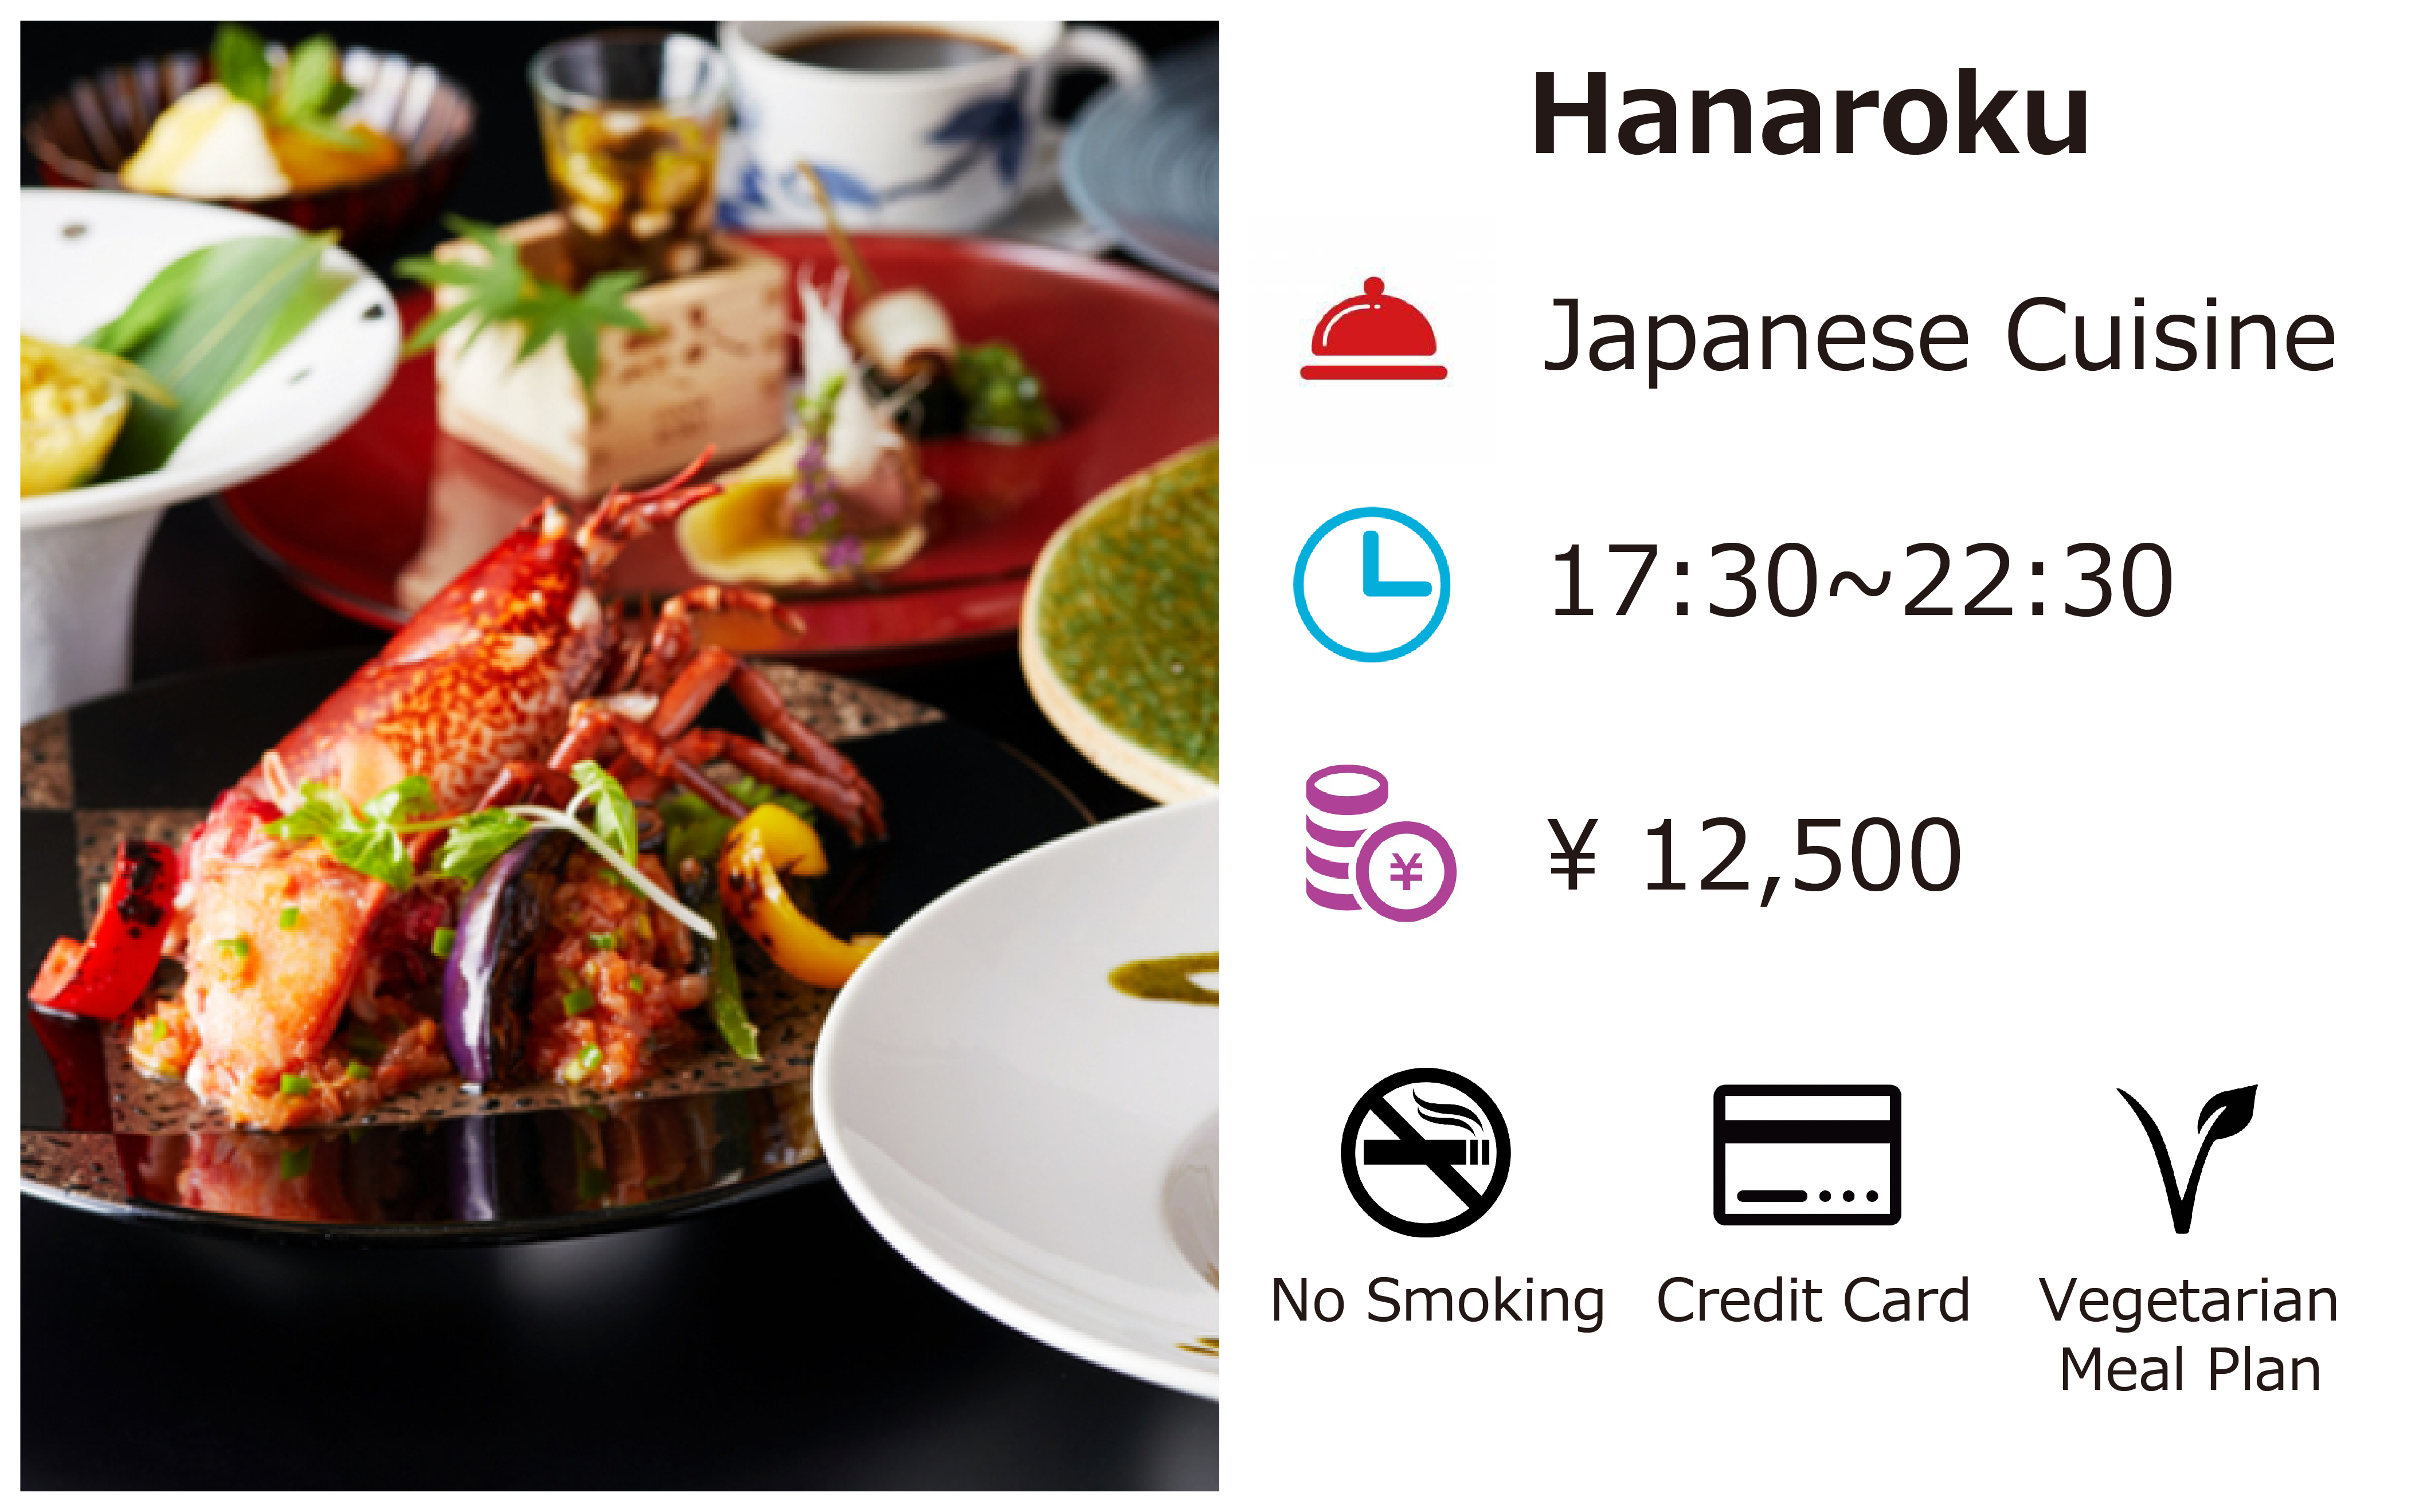 Hanaroku
Japanese Cuisine
17:30~22:30
¥ 12,500
¥
No Smoking
Credit Card
Vegetarian
Meal Plan